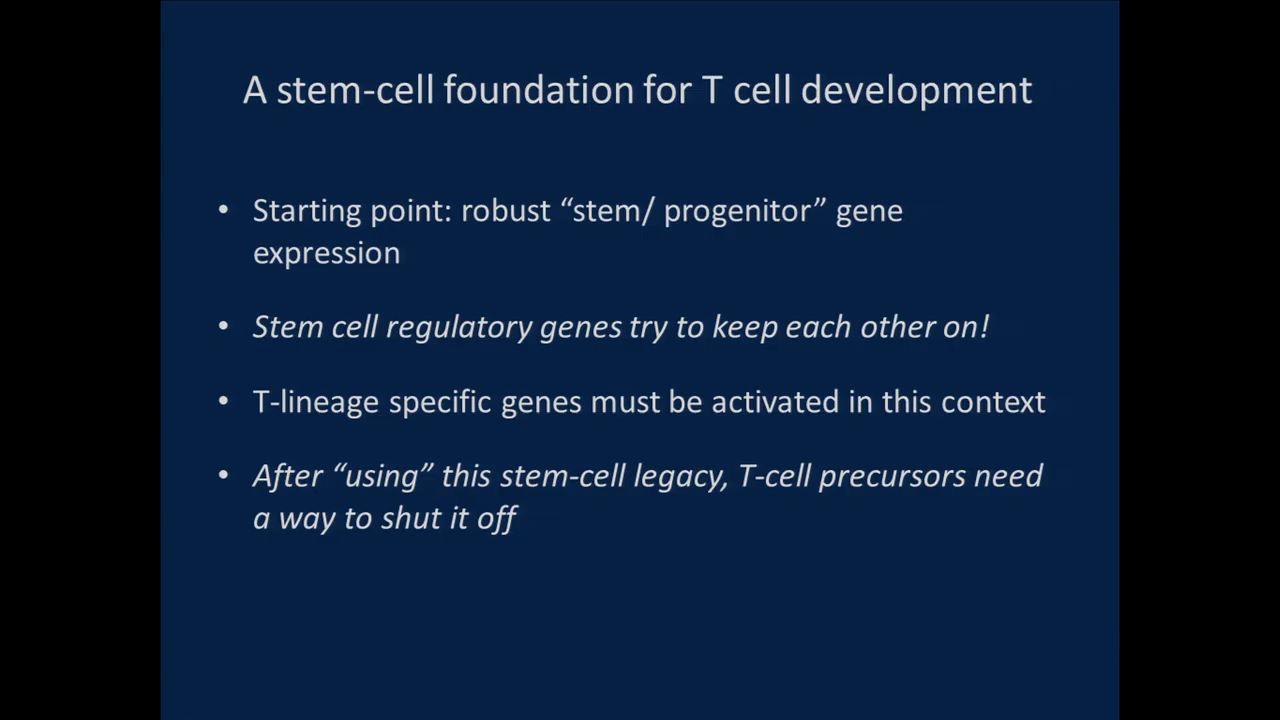 A stem-cell foundation for T cell development
• Starting point: robust “stem/ progenitor” gene
expression
• Stem cell regulatory genes try to keep each other on!
• T-lineage specific genes must be activated in this context
• After “using” this stem-cell legacy, T-cell precursors need
a way to shut it off